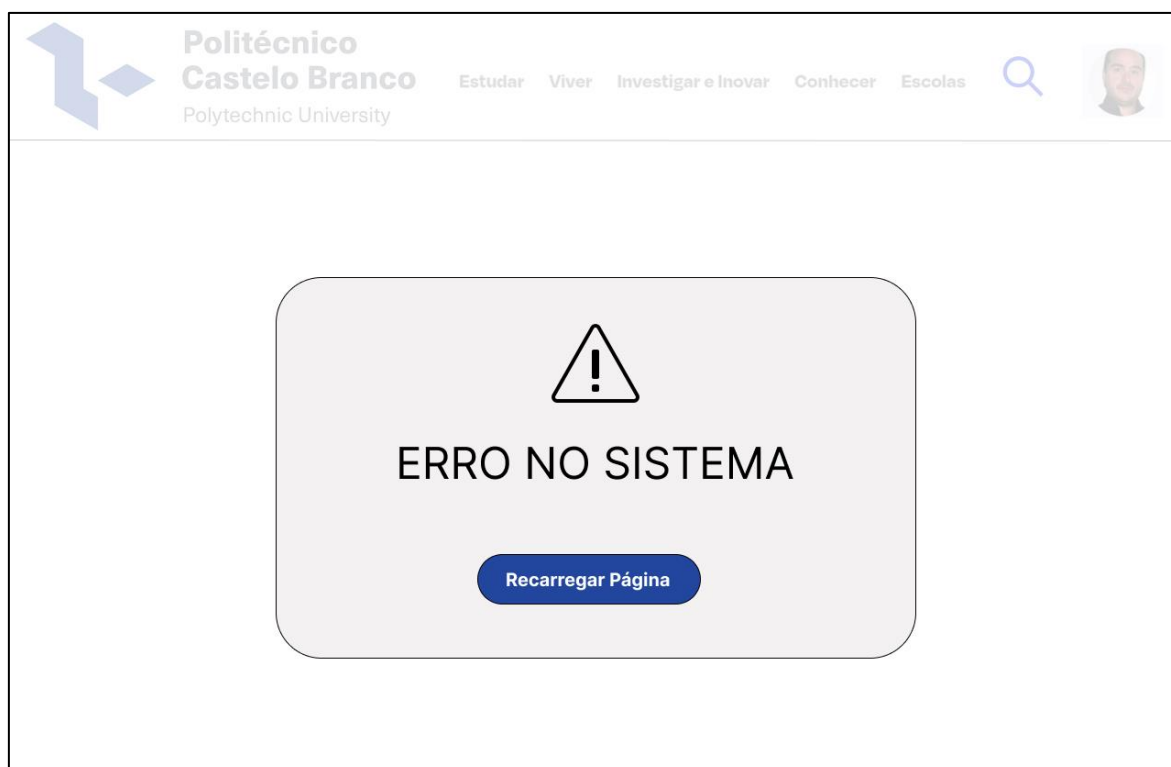 Politécnico
Castelo Branco
Polytechnic University
Estudar Viver Investigar e Inovar Conhecer Escolas
ERRO NO SISTEMA
Recarregar Página